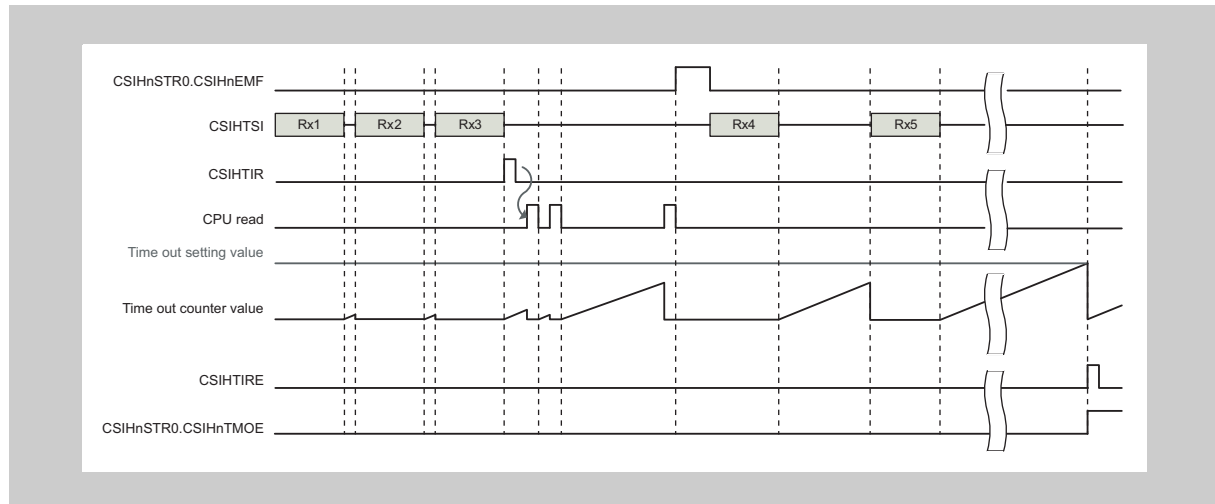 CSIHnSTR0.CSIHnEMF
CSIHTSI
Rx1 Rx2 Rx3 Rx4 Rx5
CSIHTIR
CPU read
Time out setting value
Time out counter value
CSIHTIRE
CSIHnSTR0.CSIHnTMOE